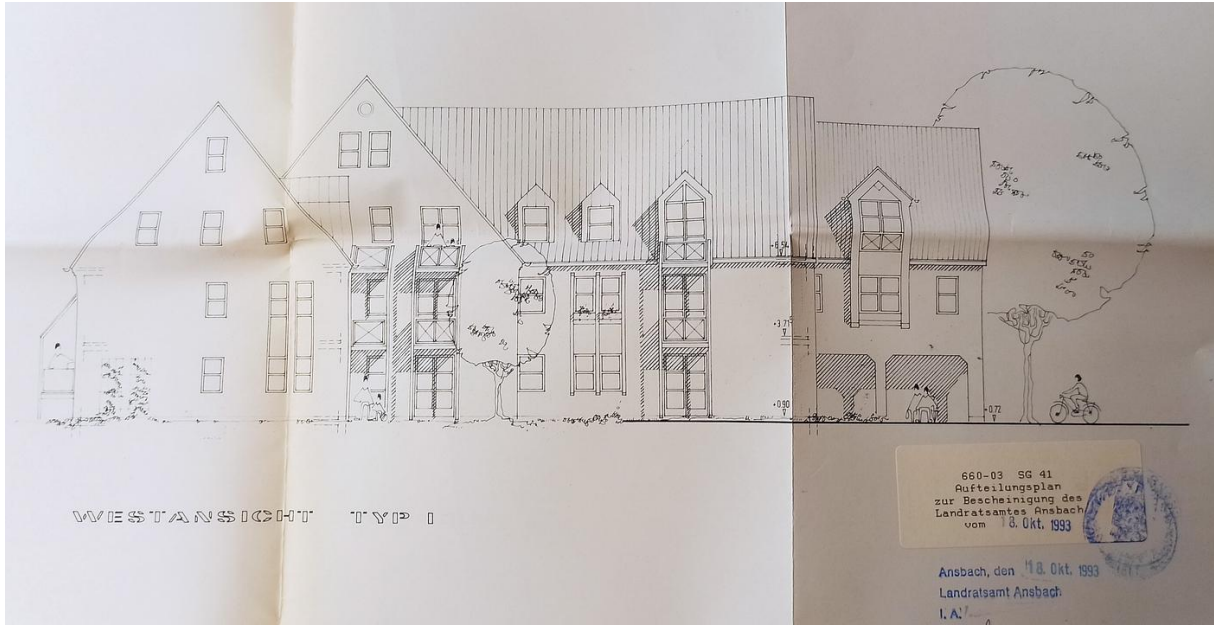 +6.54
+3.71⁵
+0.90
+0.72
WESTANSICHT TYP I
660-03 SG 41
Aufteilungsplan
zur Bescheinigung des
Landratsamtes Ansbach
vom 18. Okt. 1993
Ansbach, den 18. Okt. 1993
Landratsamt Ansbach
I. A.